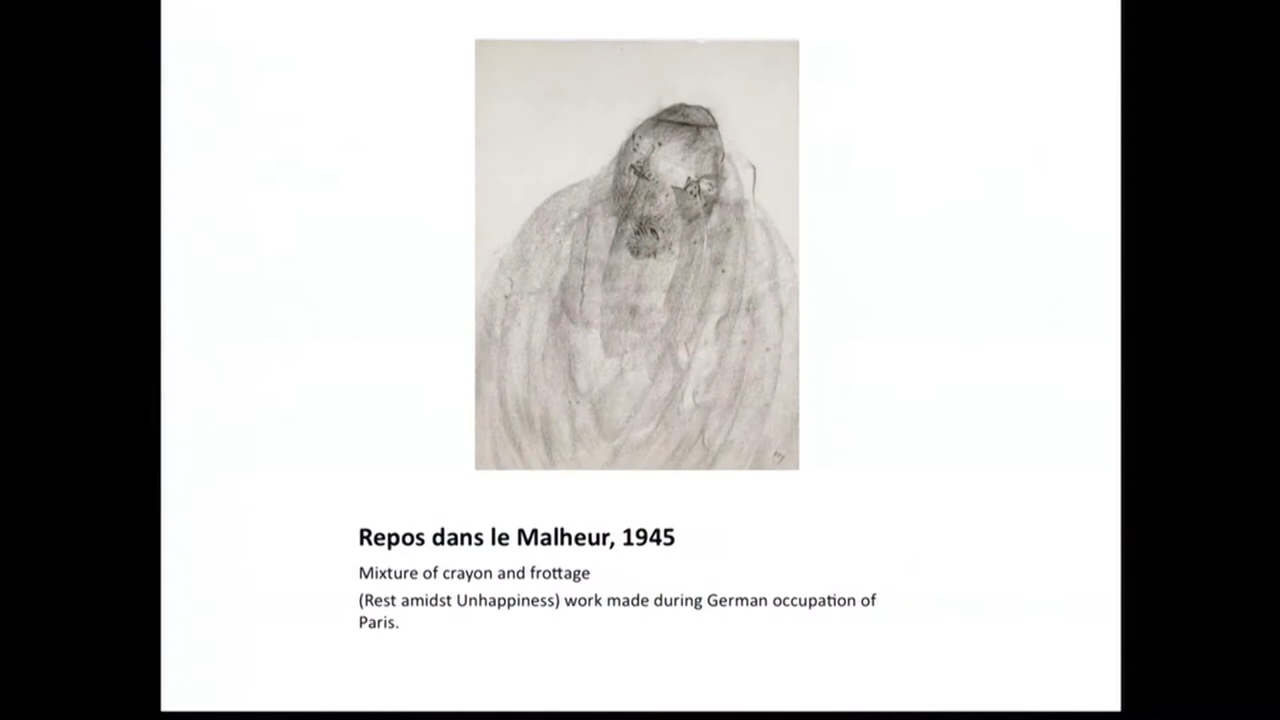 Repos dans le Malheur, 1945
Mixture of crayon and frottage
(Rest amidst Unhappiness) work made during German occupation of
Paris.